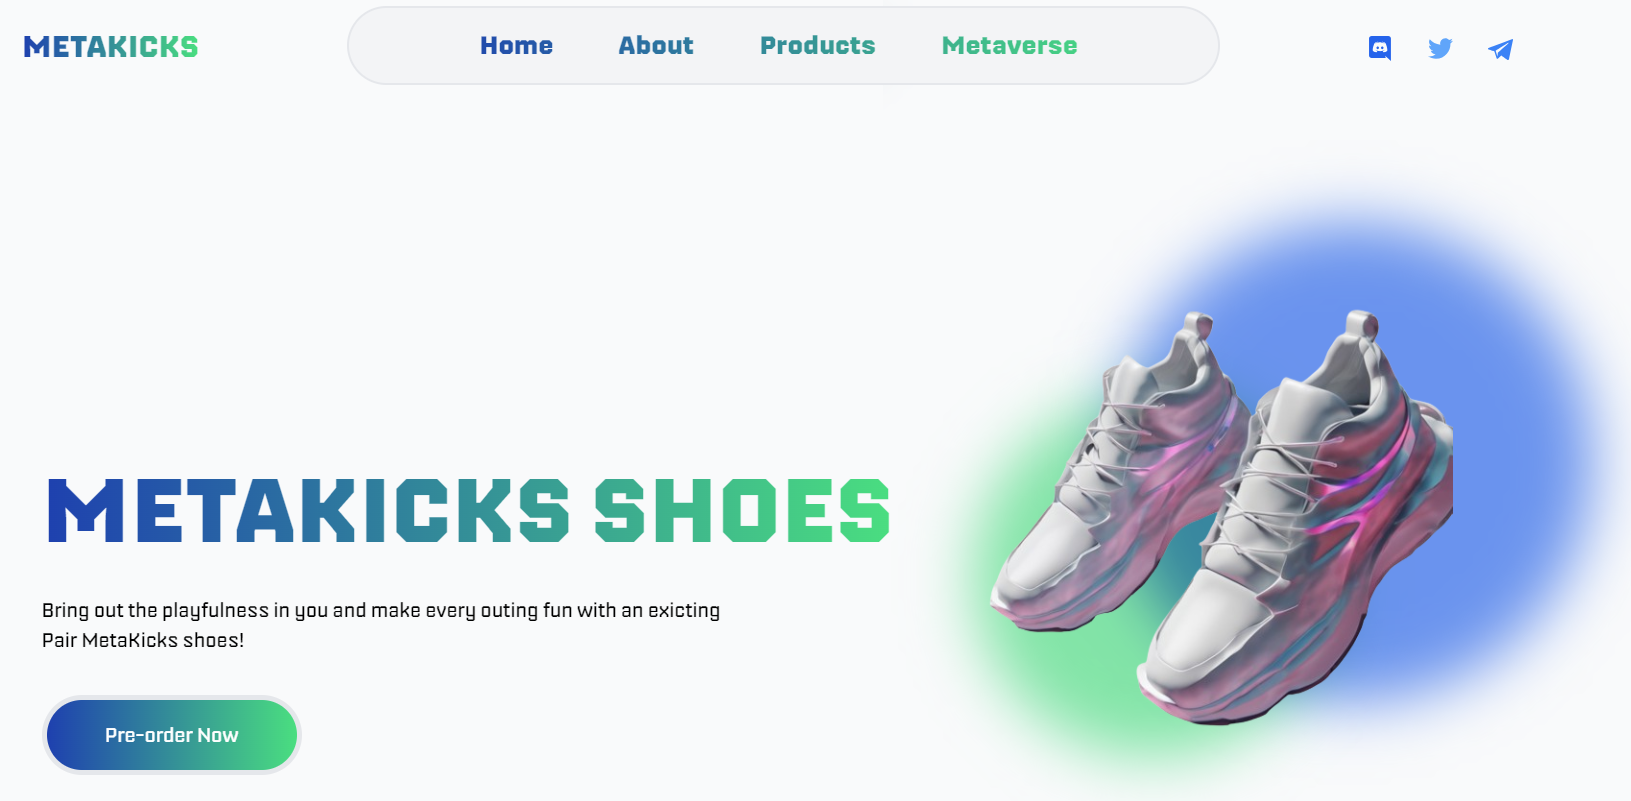 METAKICKS
Home About Products Metaverse
METAKICKS SHOES
Bring out the playfulness in you and make every outing fun with an exicting
Pair MetaKicks shoes!
Pre-order Now